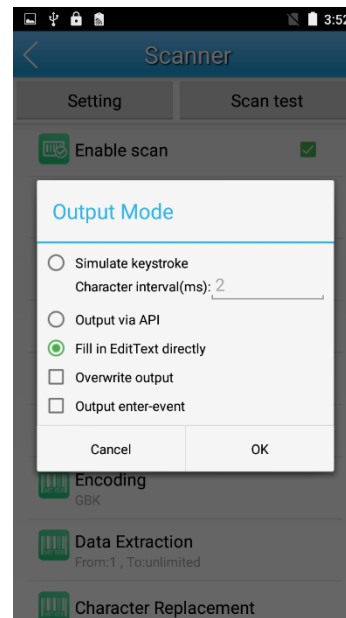 3:52
Scanner
Setting
Scan test
Enable scan
Output Mode
Simulate keystroke
Character interval(ms): 2
Output via API
Fill in EditText directly
Overwrite output
Output enter-event
Cancel
OK
Encoding
GBK
Data Extraction
From:1 , To:unlimited
Character Replacement